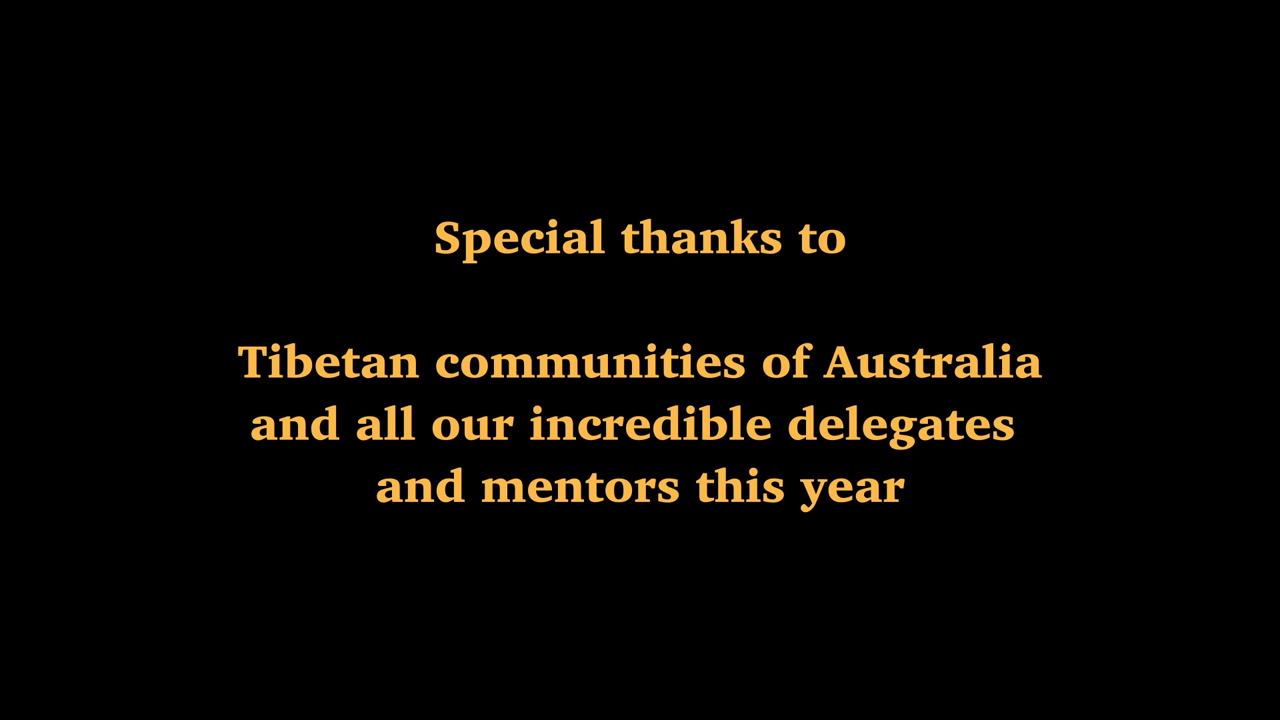 Special thanks to
Tibetan communities of Australia
and all our incredible delegates
and mentors this year